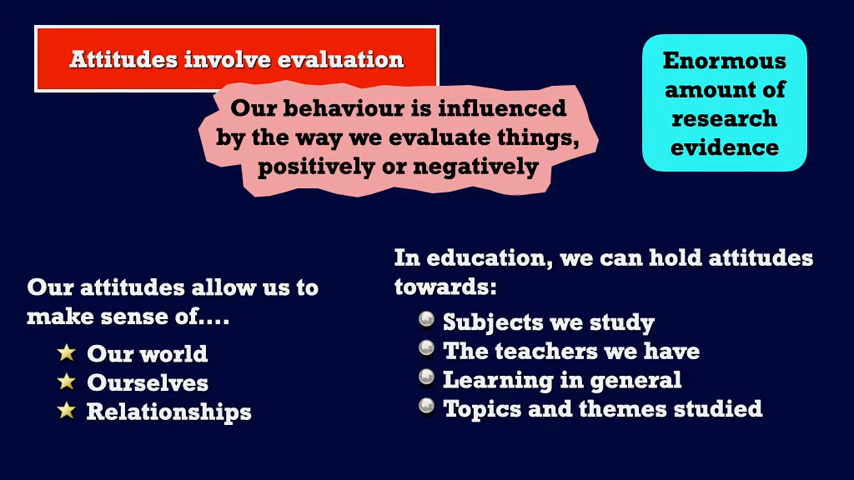 Attitudes involve evaluation
Our behaviour is influenced
by the way we evaluate things,
positively or negatively
Enormous
amount of
research
evidence
Our attitudes allow us to
make sense of....
Our world
Ourselves
Relationships
In education, we can hold attitudes
towards:
Subjects we study
The teachers we have
Learning in general
Topics and themes studied